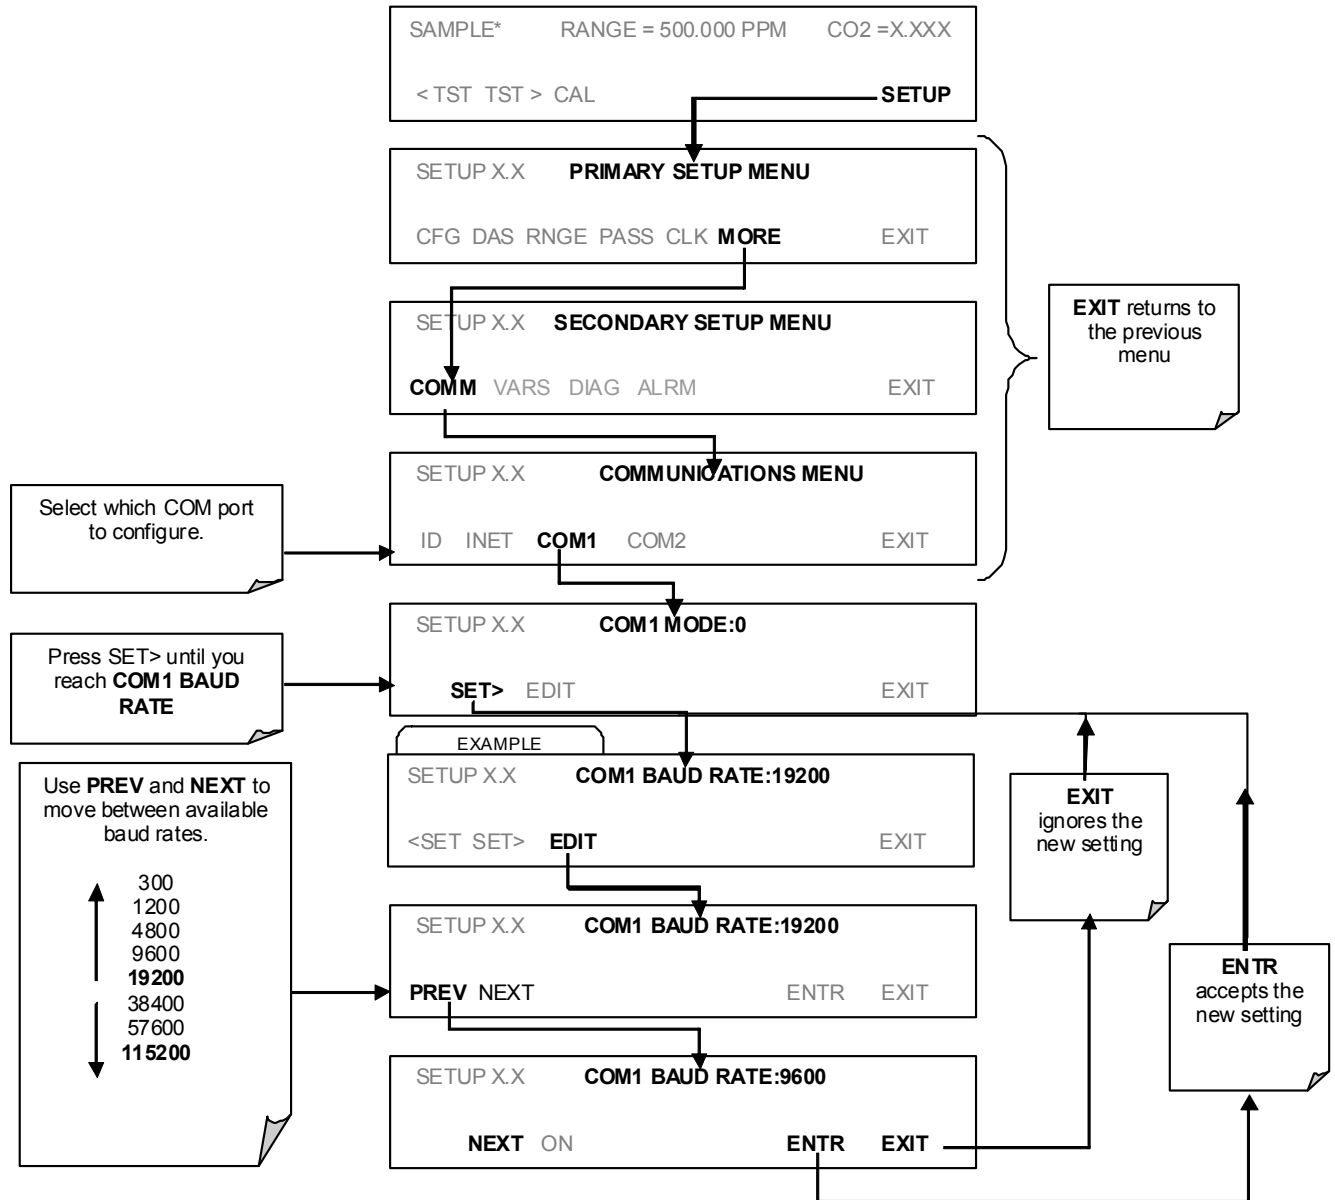 SAMPLE* RANGE = 500.000 PPM CO2 =X.XXX
< TST TST > CAL SETUP
SETUP X.X PRIMARY SETUP MENU
CFG DAS RNGE PASS CLK MORE EXIT
SETUP X.X SECONDARY SETUP MENU
COMM VARS DIAG ALRM EXIT
EXIT returns to
the previous
menu
SETUP X.X COMMUNICATIONS MENU
ID INET COM1 COM2 EXIT
Select which COM port
to configure.
SETUP X.X COM1 MODE:0
SET> EDIT EXIT
Press SET> until you
reach COM1 BAUD
RATE
EXAMPLE
SETUP X.X COM1 BAUD RATE:19200
<SET SET> EDIT EXIT
Use PREV and NEXT to
move between available
baud rates.
300
1200
4800
9600
19200
38400
57600
115200
EXIT
ignores the
new setting
SETUP X.X COM1 BAUD RATE:19200
PREV NEXT ENTR EXIT
ENTR
accepts the
new setting
SETUP X.X COM1 BAUD RATE:9600
NEXT ON ENTR EXIT